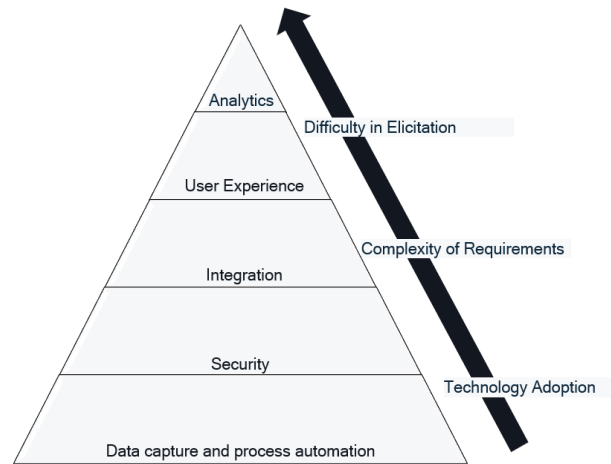 Analytics
Difficulty in Elicitation
User Experience
Complexity of Requirements
Integration
Security
Technology Adoption
Data capture and process automation